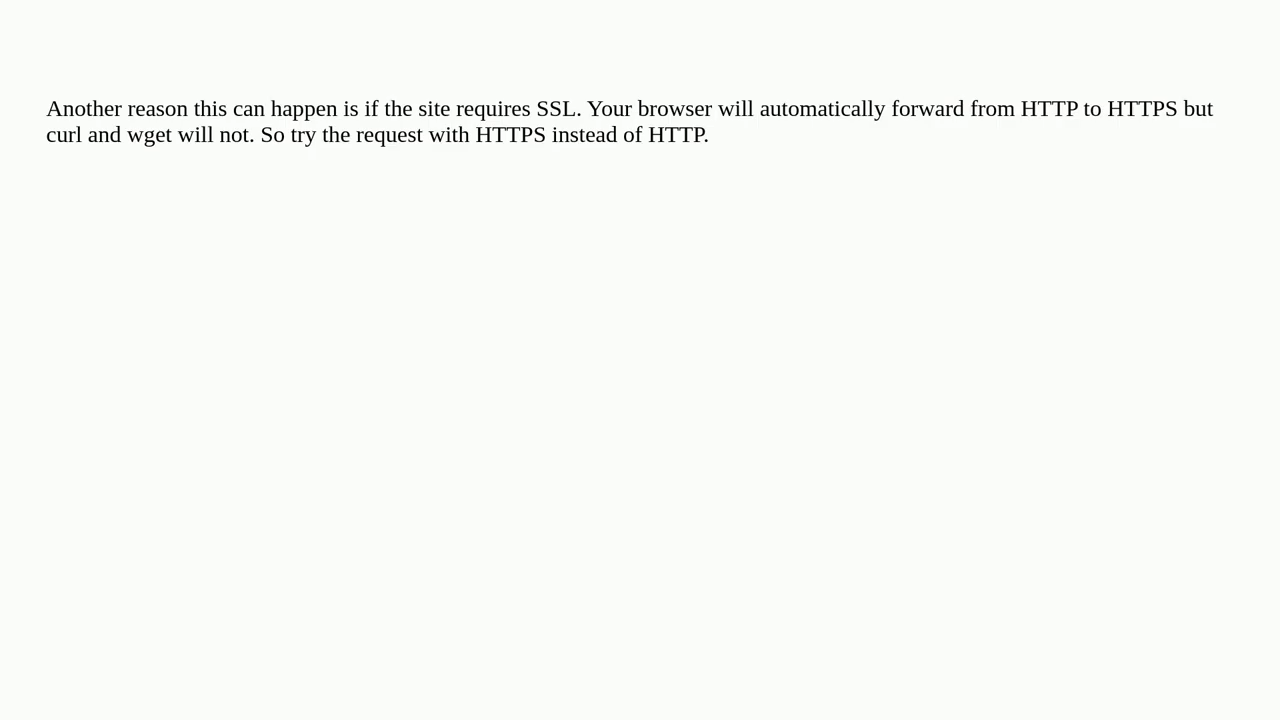 Another reason this can happen is if the site requires SSL. Your browser will automatically forward from HTTP to HTTPS but
curl and wget will not. So try the request with HTTPS instead of HTTP.